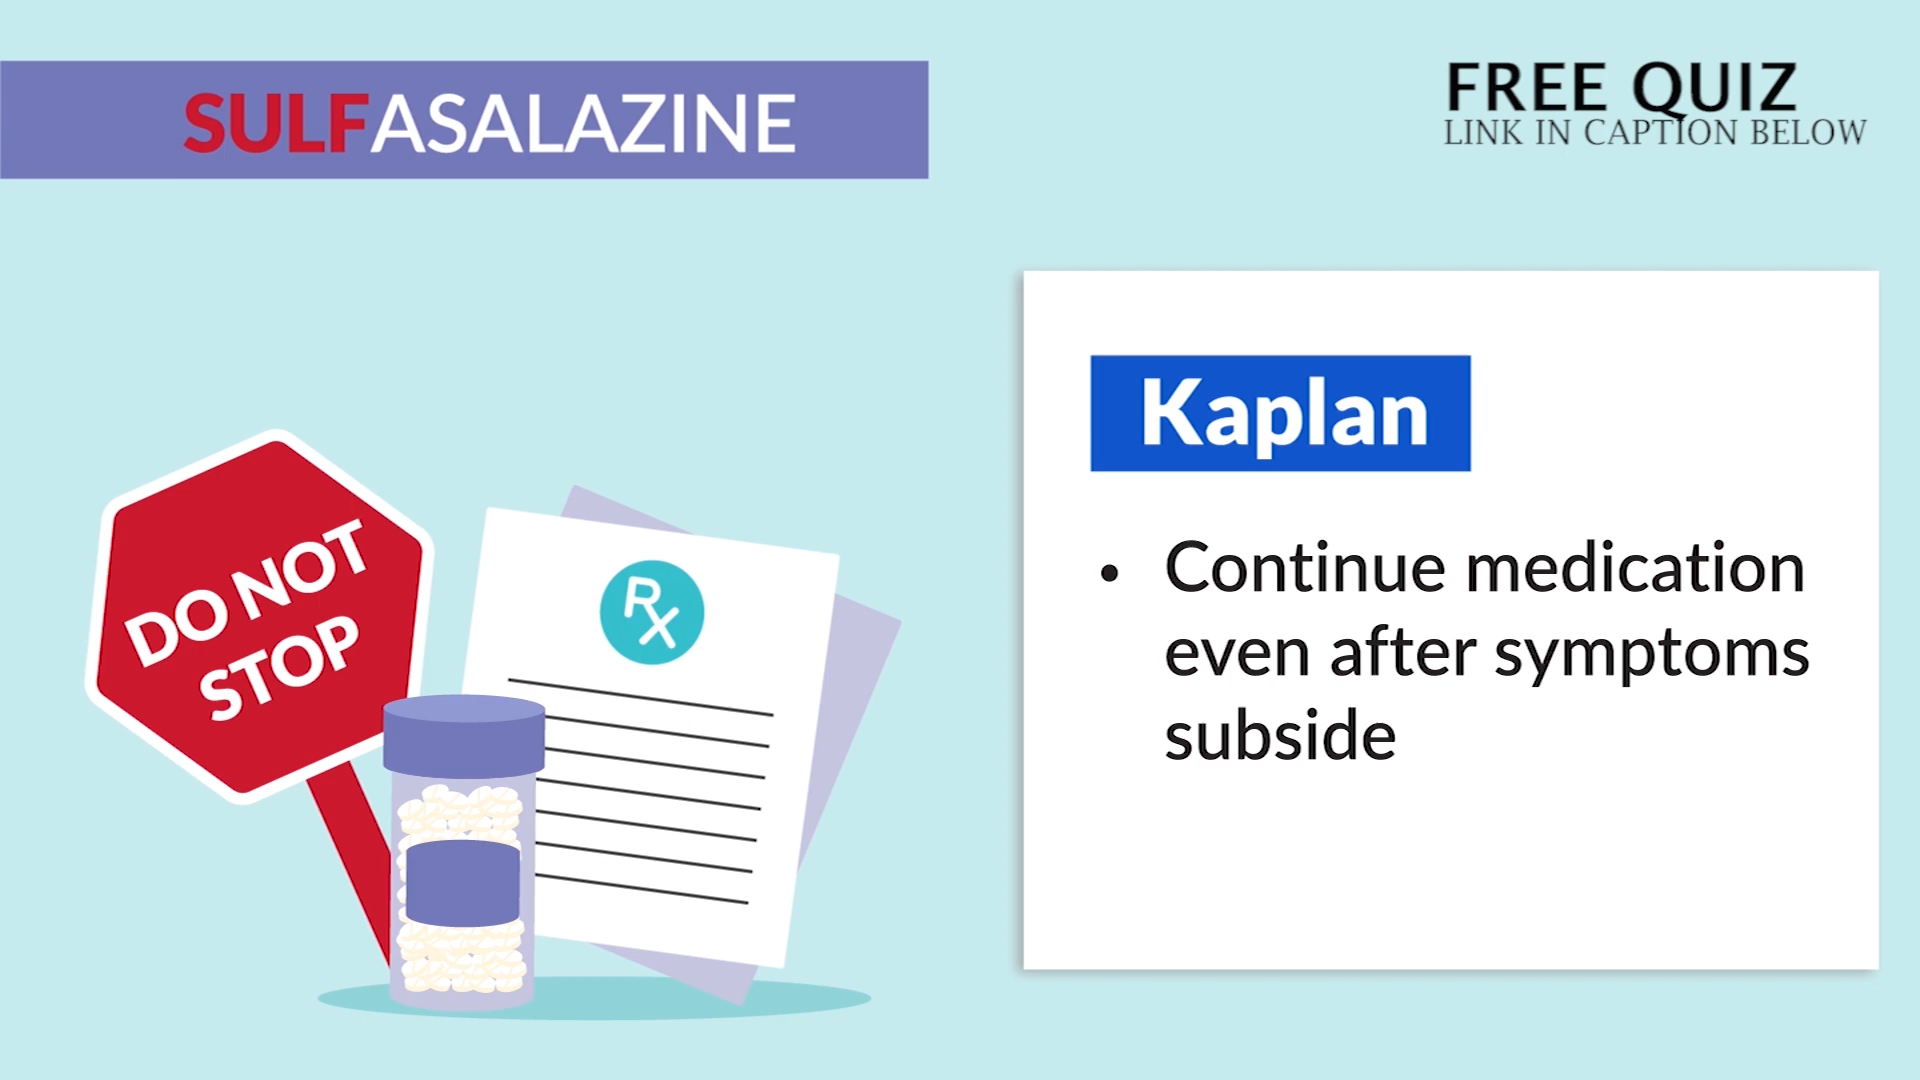 SULFASALAZINE
FREE QUIZ
LINK IN CAPTION BELOW
Kaplan
• Continue medication
even after symptoms
subside
DO NOT
STOP
Rx